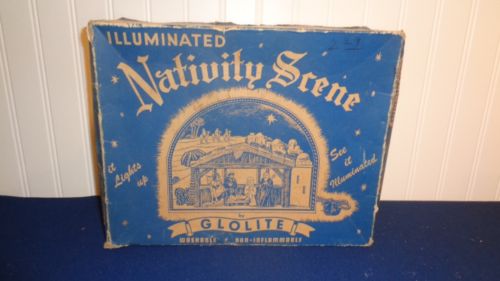 ILLUMINATED
Nativity Scene
it
Lights
up
See
it
Illuminated
by
GLOLITE
WASHABLE • NON-INFLAMMABLE